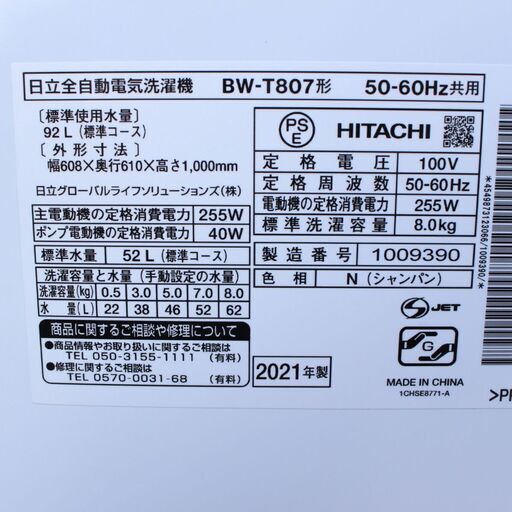 日立全自動電気洗濯機 BW-T807形 50-60Hz共用
〔標準使用水量〕
92 L (標準コース)
〔外形寸法〕
幅608×奥行610×高さ1,000mm
日立グローバルライフソリューションズ(株)
主電動機の定格消費電力 255W
ポンプ電動機の定格消費電力 40W
標準水量 52 L (標準コース)
洗濯容量と水量 (手動設定の水量)
洗濯容量(kg) 0.5 3.0 5.0 7.0 8.0
水量(L) 22 38 46 52 62
商品に関するご相談や修理について
●商品情報やお取り扱いに関するご相談
TEL 050-3155-1111 (有料)
●修理に関するご相談
TEL 0570-0031-68 (有料)
PS
E
HITACHI
定格電圧 100V
定格周波数 50-60Hz
電動機の定格消費電力 255W
標準洗濯容量 8.0kg
製造番号 1009390
色相 N (シャンパン)
2021年製
S JET
G
MADE IN CHINA
1CHSE8771-A
*4549873123066/1009390/*
>PP